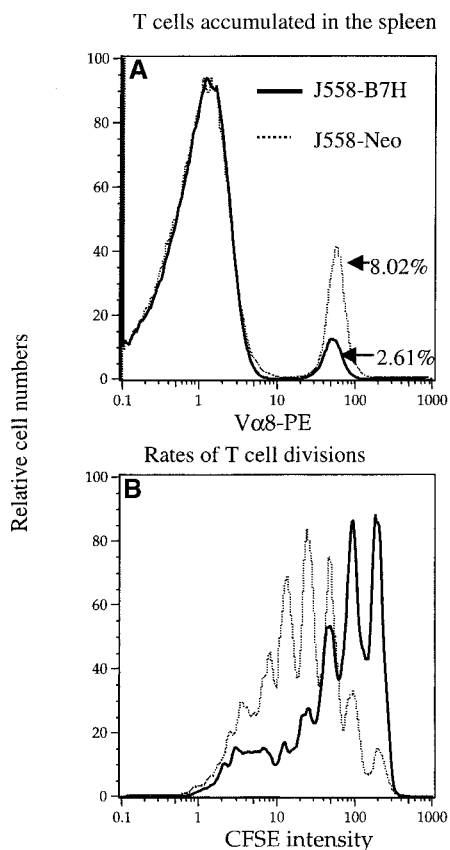 T cells accumulated in the spleen
A
J558-B7H
J558-Neo
100
80
60
40
20
0
8.02%
2.61%
0.1 1 10 100 1000
Vα8-PE
Relative cell numbers
Rates of T cell divisions
B
100
80
60
40
20
0
0.1 1 10 100 1000
CFSE intensity